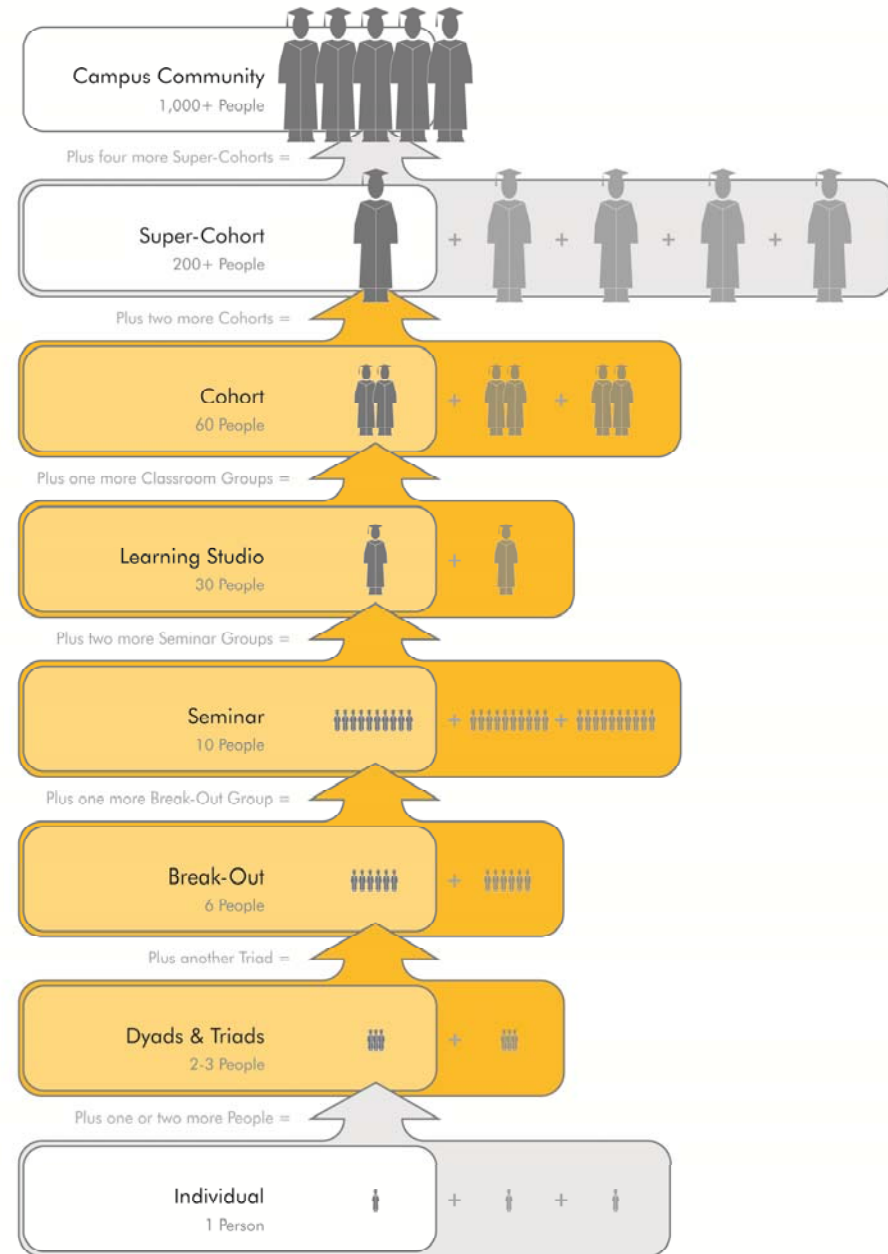 Campus Community
1,000+ People
Plus four more Super-Cohorts =
Super-Cohort
200+ People
+ + + +
Plus two more Cohorts =
Cohort
60 People
+ +
Plus one more Classroom Groups =
Learning Studio
30 People
+
Plus two more Seminar Groups =
Seminar
10 People
+ +
Plus one more Break-Out Group =
Break-Out
6 People
+
Plus another Triad =
Dyads & Triads
2-3 People
+
Plus one or two more People =
Individual
1 Person
+ +